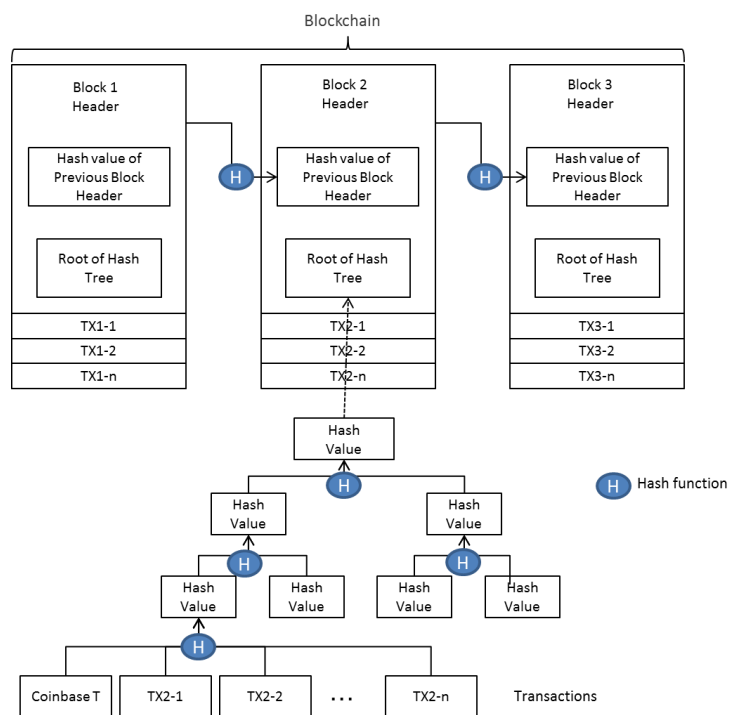 Blockchain
Block 1
Header
Block 2
Header
Block 3
Header
H
H
Hash value of
Previous Block
Header
Hash value of
Previous Block
Header
Hash value of
Previous Block
Header
Root of Hash
Tree
Root of Hash
Tree
Root of Hash
Tree
TX1-1
TX2-1
TX3-1
TX1-2
TX2-2
TX3-2
TX1-n
TX2-n
TX3-n
Hash
Value
H
H Hash function
Hash
Value
Hash
Value
H
H
Hash
Value
Hash
Value
Hash
Value
Hash
Value
H
Coinbase T
TX2-1
TX2-2
...
TX2-n
Transactions